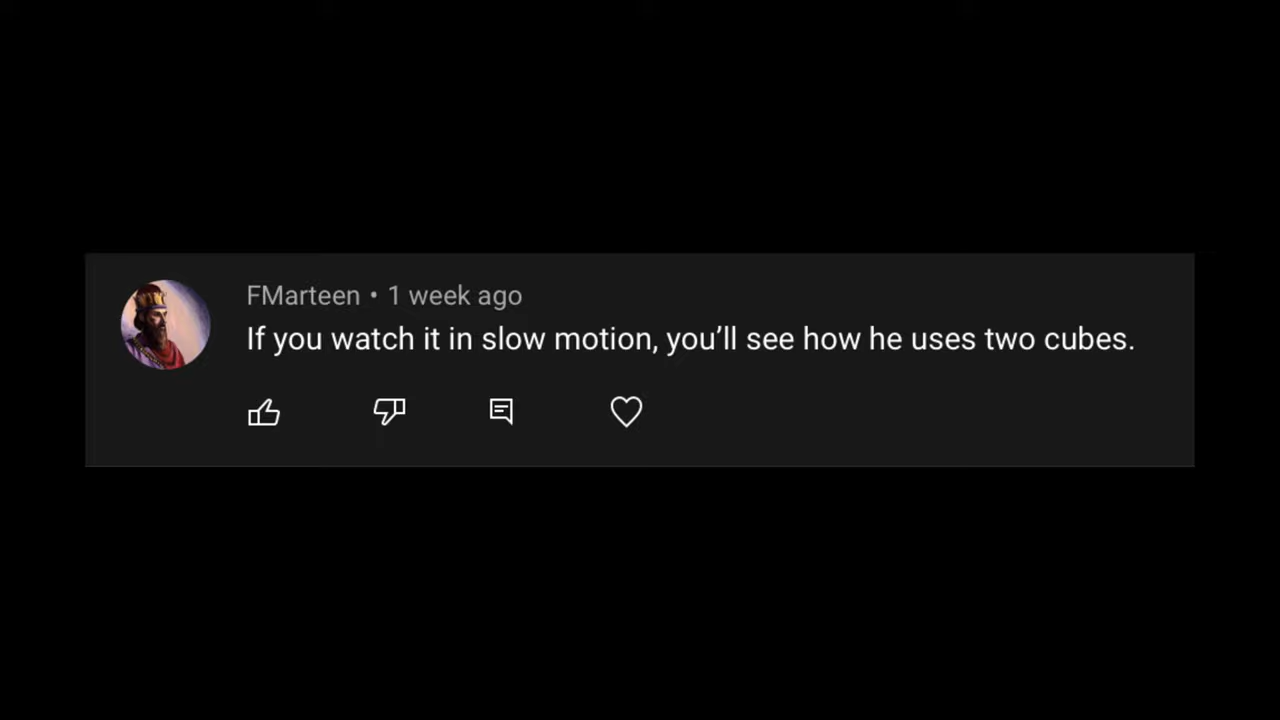 FMarteen • 1 week ago
If you watch it in slow motion, you’ll see how he uses two cubes.